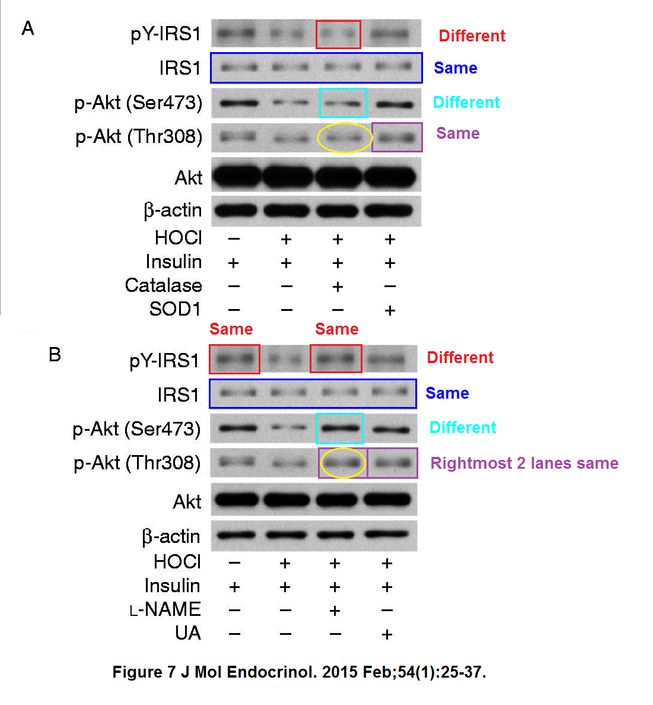 A
pY-IRS1 Different
IRS1 Same
p-Akt (Ser473) Different
p-Akt (Thr308) Same
Akt
β-actin
HOCl − + + +
Insulin + + + +
Catalase − − + −
SOD1 − − − +
Same Same
B
pY-IRS1 Different
IRS1 Same
p-Akt (Ser473) Different
p-Akt (Thr308) Rightmost 2 lanes same
Akt
β-actin
HOCl − + + +
Insulin + + + +
L-NAME − − + −
UA − − − +
Figure 7 J Mol Endocrinol. 2015 Feb;54(1):25-37.